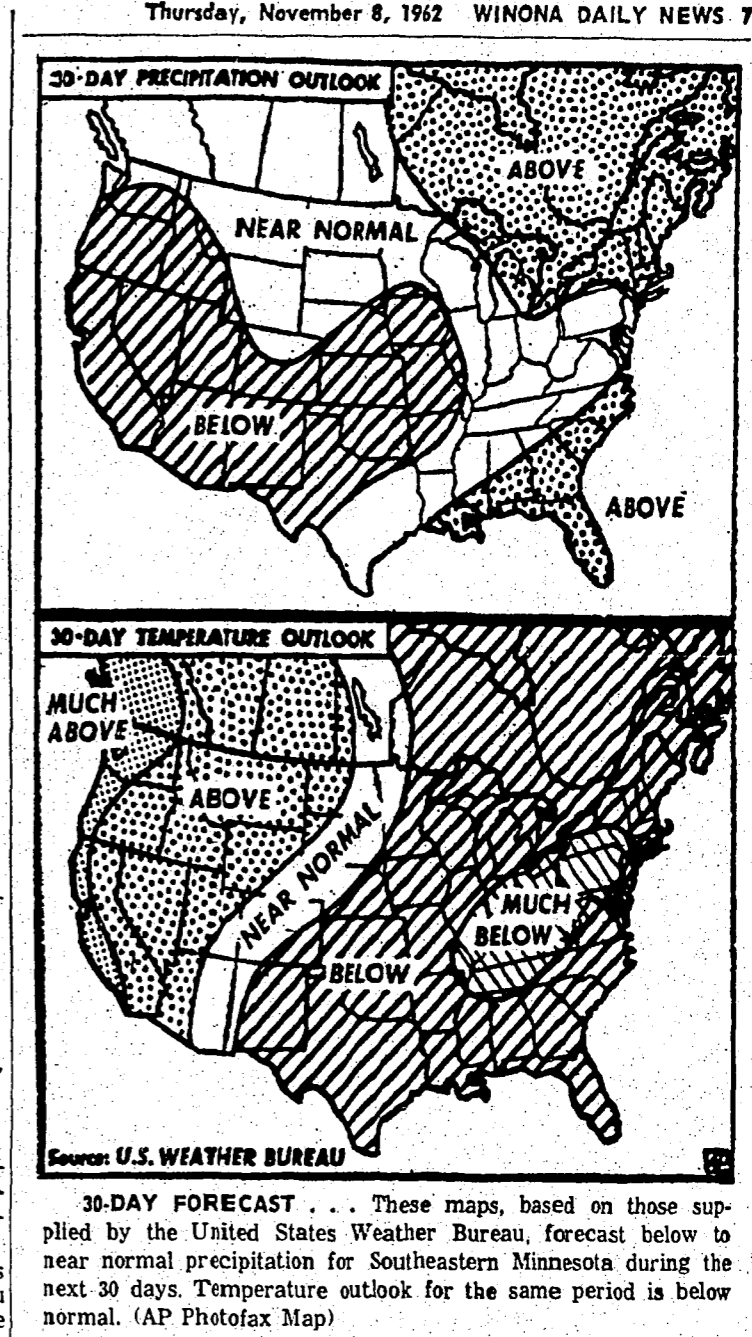 Thursday, November 8, 1962 WINONA DAILY NEWS 7
30-DAY PRECIPITATION OUTLOOK
ABOVE
NEAR NORMAL
BELOW
ABOVE
30-DAY TEMPERATURE OUTLOOK
MUCH
ABOVE
ABOVE
NEAR NORMAL
MUCH
BELOW
BELOW
Source: U.S. WEATHER BUREAU
30-DAY FORECAST . . . These maps, based on those sup-
plied by the United States Weather Bureau, forecast below to
near normal precipitation for Southeastern Minnesota during the
next 30 days. Temperature outlook for the same period is below
normal. (AP Photofax Map)